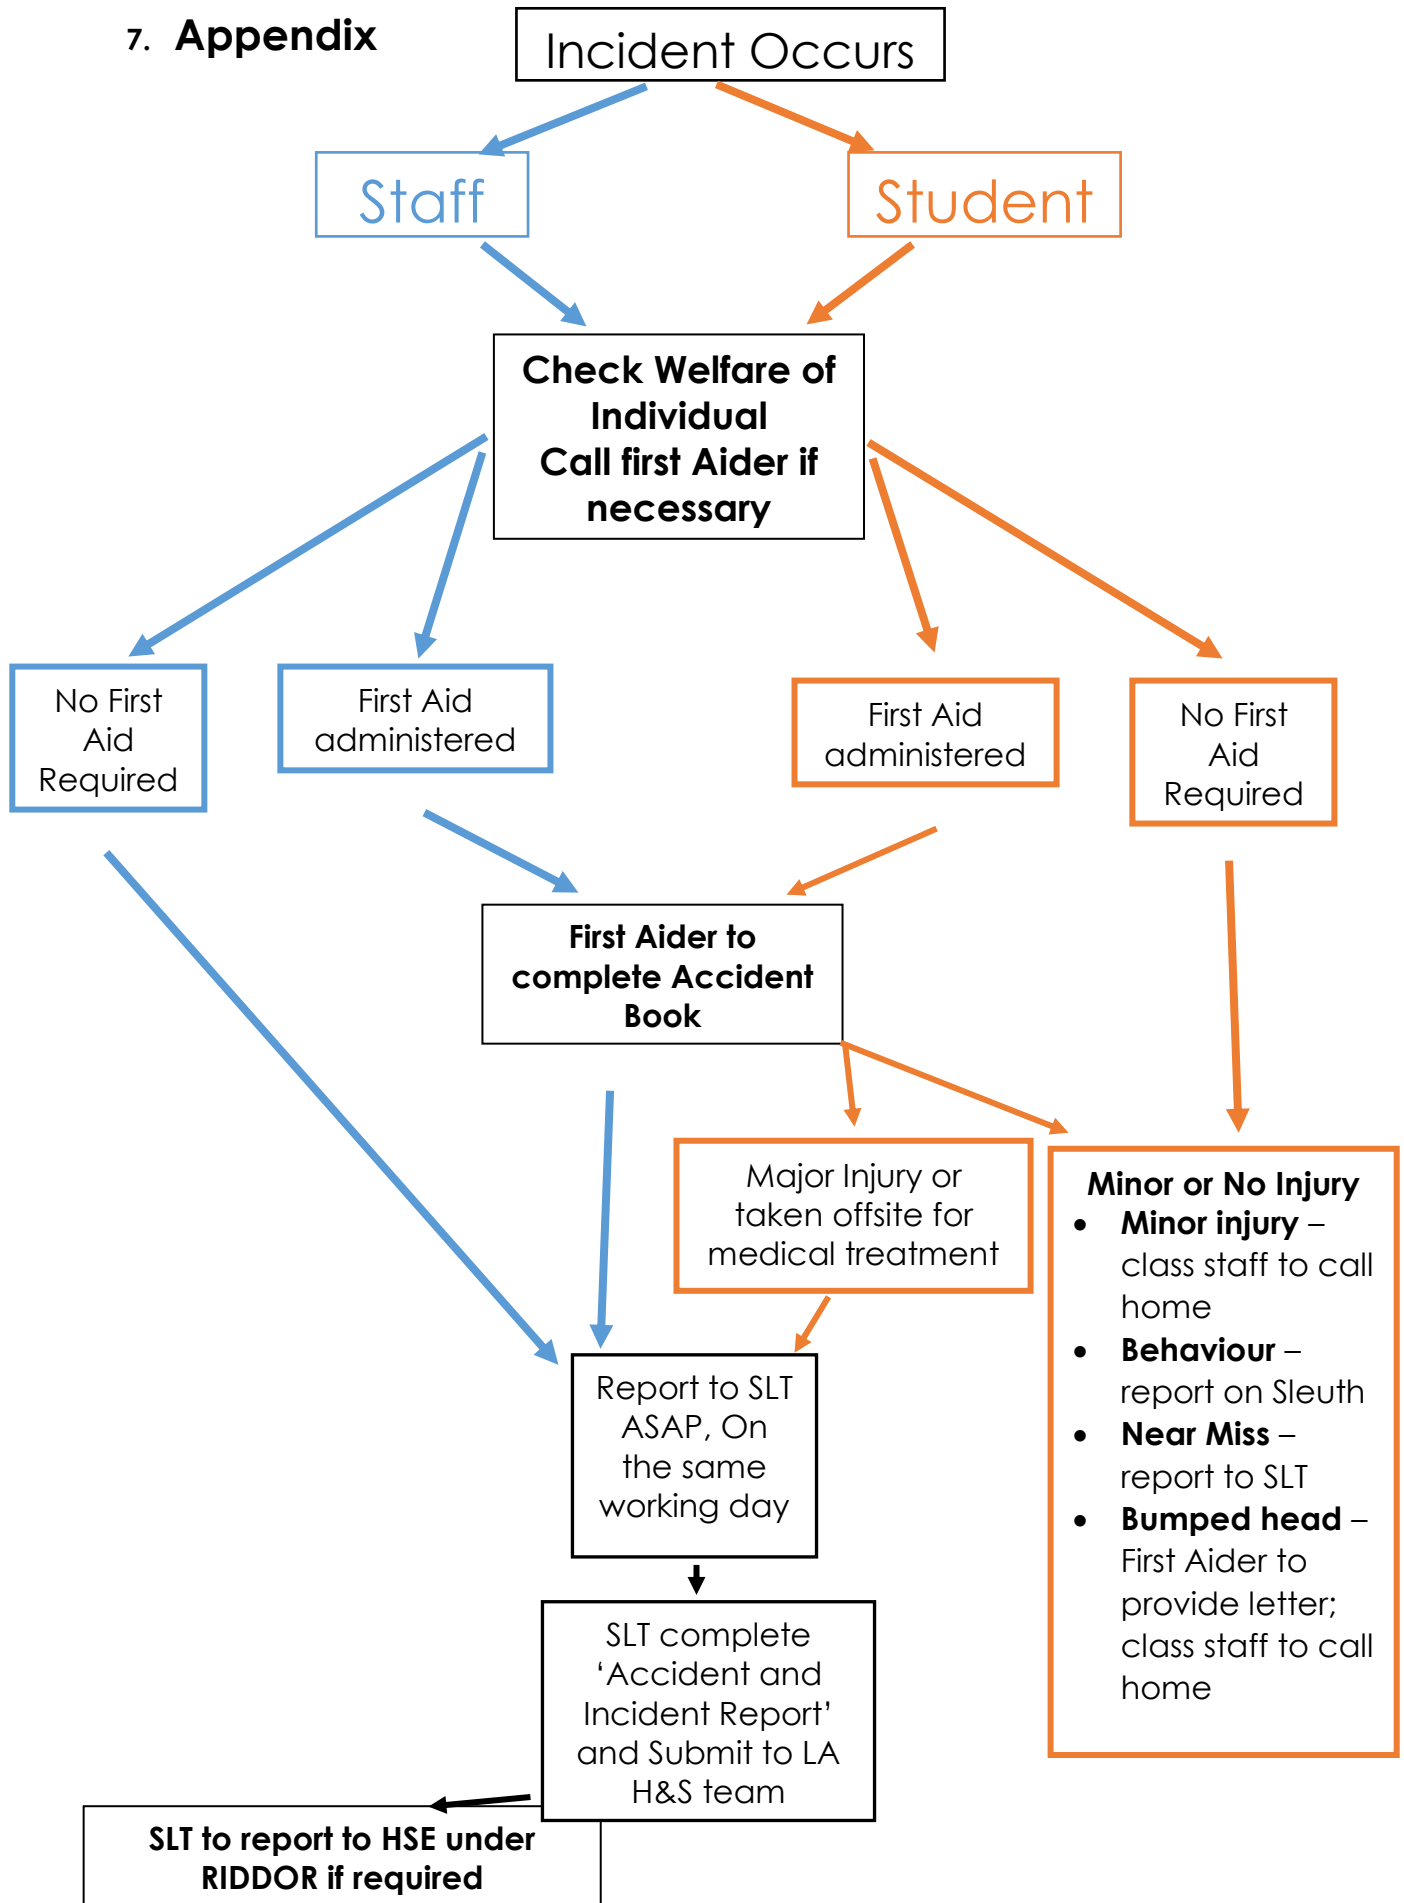 7. Appendix
Incident Occurs
Staff
Student
Check Welfare of
Individual
Call first Aider if
necessary
No First
Aid
Required
First Aid
administered
First Aid
administered
No First
Aid
Required
First Aider to
complete Accident
Book
Major Injury or
taken offsite for
medical treatment
Minor or No Injury
• Minor injury –
class staff to call
home
• Behaviour –
report on Sleuth
• Near Miss –
report to SLT
• Bumped head –
First Aider to
provide letter;
class staff to call
home
Report to SLT
ASAP, On
the same
working day
SLT complete
‘Accident and
Incident Report’
and Submit to LA
H&S team
SLT to report to HSE under
RIDDOR if required